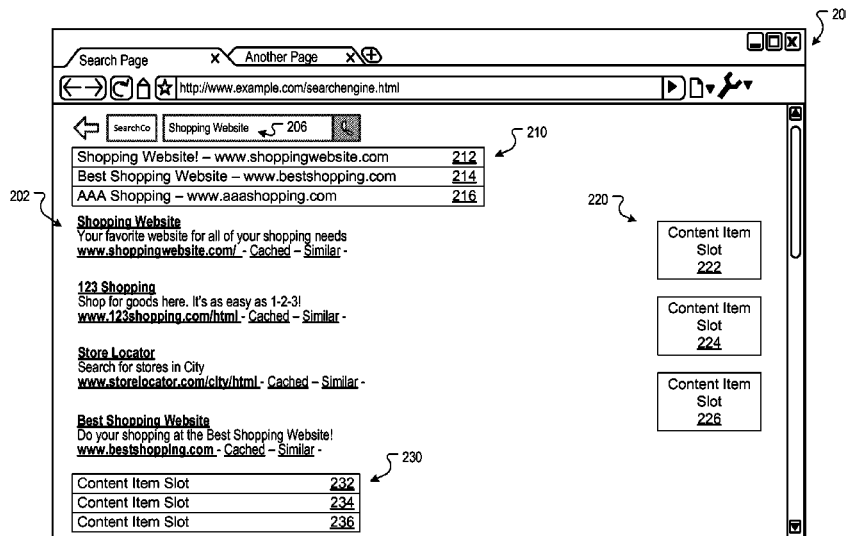 20
Search Page X Another Page X
http://www.example.com/searchengine.html
SearchCo Shopping Website 206
210
Shopping Website! – www.shoppingwebsite.com 212
Best Shopping Website – www.bestshopping.com 214
AAA Shopping – www.aaashopping.com 216
202
220
Shopping Website
Your favorite website for all of your shopping needs
www.shoppingwebsite.com/ - Cached – Similar -
Content Item
Slot
222
123 Shopping
Shop for goods here. It's as easy as 1-2-3!
www.123shopping.com/html - Cached – Similar -
Content Item
Slot
224
Store Locator
Search for stores in City
www.storelocator.com/city/html - Cached – Similar -
Content Item
Slot
226
Best Shopping Website
Do your shopping at the Best Shopping Website!
www.bestshopping.com - Cached – Similar -
230
Content Item Slot 232
Content Item Slot 234
Content Item Slot 236